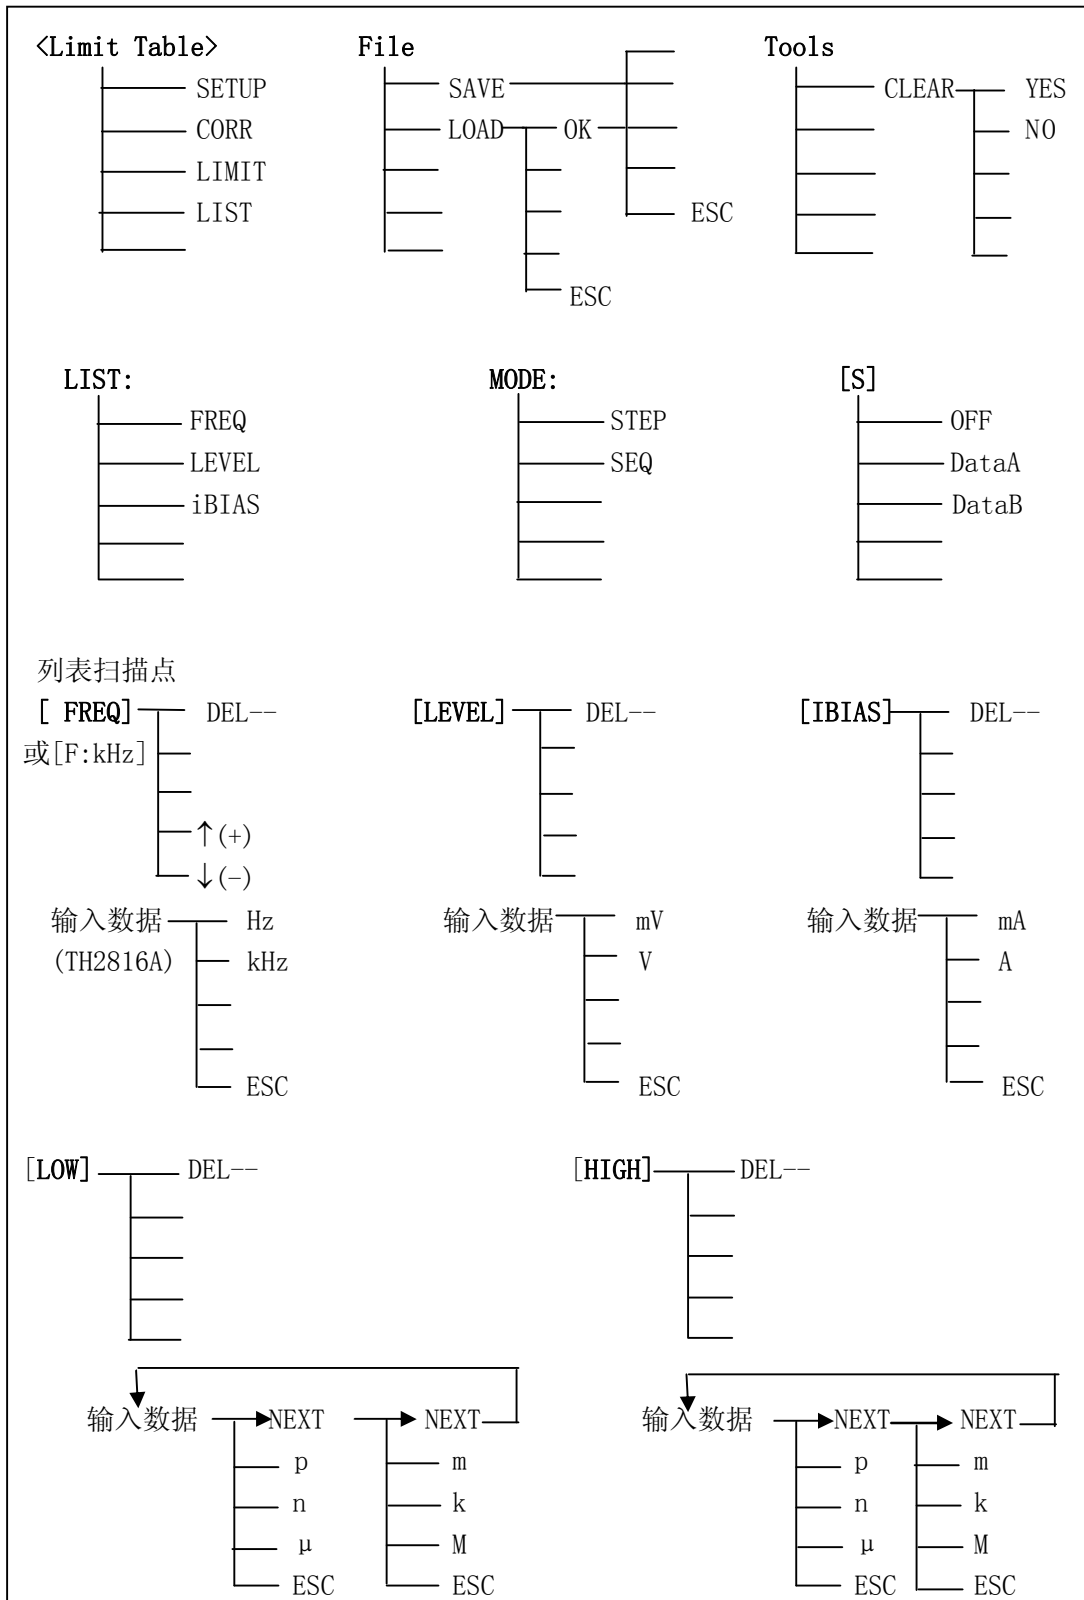 <Limit Table> File Tools
SETUP SAVE CLEAR YES
CORR LOAD OK NO
LIMIT
LIST ESC
ESC
LIST: MODE: [S]
FREQ STEP OFF
LEVEL SEQ DataA
iBIAS DataB
列表扫描点
[ FREQ] DEL-- [LEVEL] DEL-- [IBIAS] DEL--
或[F:kHz]
↑(+)
↓(-)
输入数据 Hz 输入数据 mV 输入数据 mA
(TH2816A) kHz V A
ESC ESC ESC
[LOW] DEL-- [HIGH] DEL--
输入数据 NEXT NEXT 输入数据 NEXT NEXT
p m p m
n k n k
μ M μ M
ESC ESC ESC ESC